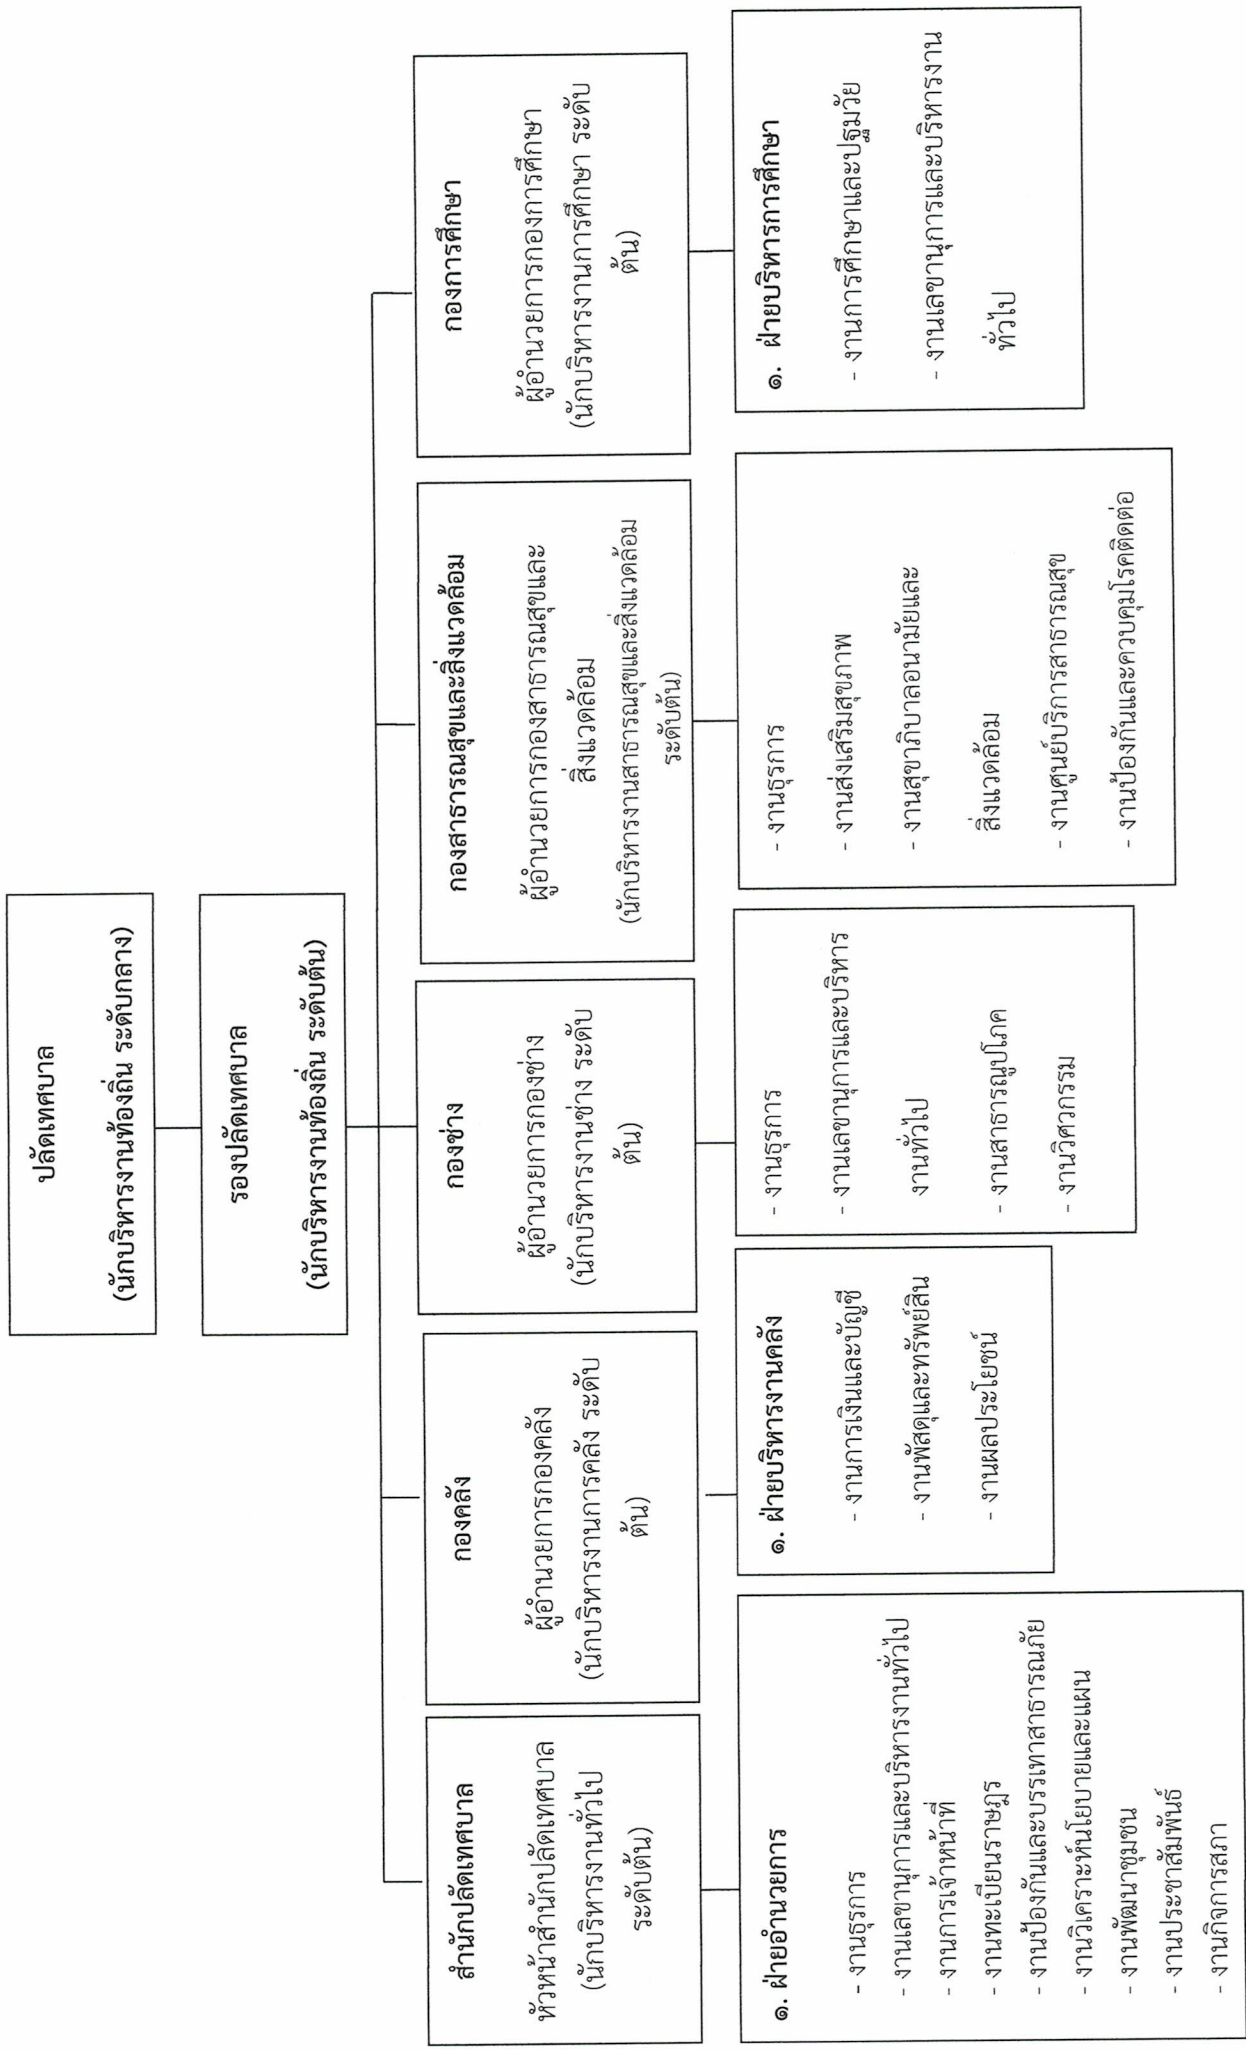 ปลัดเทศบาล
(นักบริหารงานท้องถิ่น ระดับกลาง)
รองปลัดเทศบาล
(นักบริหารงานท้องถิ่น ระดับต้น)
สำนักปลัดเทศบาล
หัวหน้าสำนักปลัดเทศบาล
(นักบริหารงานทั่วไป
ระดับต้น)
กองคลัง
ผู้อำนวยการกองคลัง
(นักบริหารงานการคลัง ระดับ
ต้น)
กองช่าง
ผู้อำนวยการกองช่าง
(นักบริหารงานช่าง ระดับ
ต้น)
กองสาธารณสุขและสิ่งแวดล้อม
ผู้อำนวยการกองสาธารณสุขและ
สิ่งแวดล้อม
(นักบริหารงานสาธารณสุขและสิ่งแวดล้อม
ระดับต้น)
กองการศึกษา
ผู้อำนวยการกองการศึกษา
(นักบริหารงานการศึกษา ระดับ
ต้น)
๑. ฝ่ายอำนวยการ
- งานธุรการ
- งานเลขานุการและบริหารงานทั่วไป
- งานการเจ้าหน้าที่
- งานทะเบียนราษฎร
- งานป้องกันและบรรเทาสาธารณภัย
- งานวิเคราะห์นโยบายและแผน
- งานพัฒนาชุมชน
- งานประชาสัมพันธ์
- งานกิจการสภา
๑. ฝ่ายบริหารงานคลัง
- งานการเงินและบัญชี
- งานพัสดุและทรัพย์สิน
- งานผลประโยชน์
- งานธุรการ
- งานเลขานุการและบริหาร
งานทั่วไป
- งานสาธารณูปโภค
- งานวิศวกรรม
- งานธุรการ
- งานส่งเสริมสุขภาพ
- งานสุขาภิบาลอนามัยและ
สิ่งแวดล้อม
- งานศูนย์บริการสาธารณสุข
- งานป้องกันและควบคุมโรคติดต่อ
๑. ฝ่ายบริหารการศึกษา
- งานการศึกษาและปฐมวัย
- งานเลขานุการและบริหารงาน
ทั่วไป